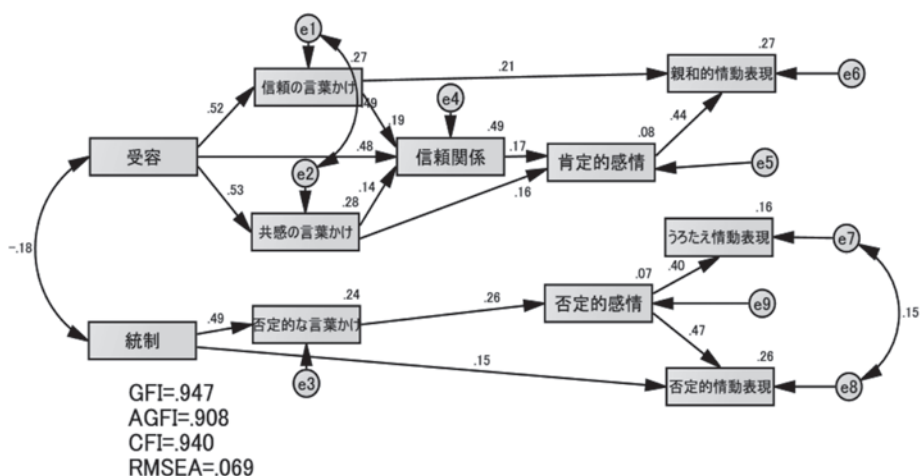 e1
.27
.27
信頼の言葉かけ
.21
親和的情動表現
e6
.52
.49
e4
.19
.49
.44
.08
受容
.48
信頼関係
.17
肯定的感情
e5
e2
.53
.14
.16
.28
共感の言葉かけ
-.18
.16
うろたえ情動表現
e7
.24
.07
.40
.49
否定的な言葉かけ
.26
否定的感情
e9
.15
統制
.47
.26
.15
e3
否定的情動表現
e8
GFI=.947
AGFI=.908
CFI=.940
RMSEA=.069